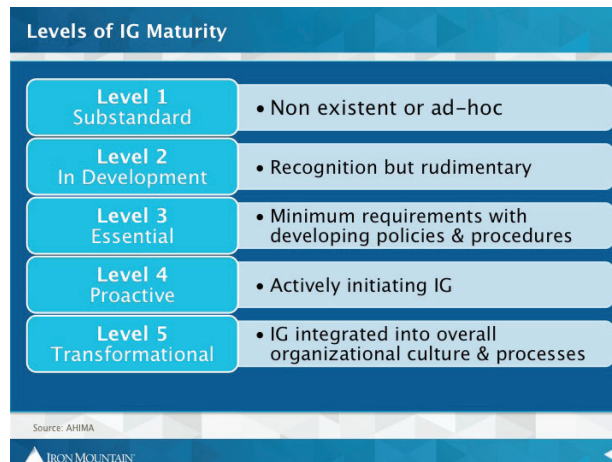 Levels of IG Maturity
Level 1
Substandard
• Non existent or ad-hoc
Level 2
In Development
• Recognition but rudimentary
Level 3
Essential
• Minimum requirements with
developing policies & procedures
Level 4
Proactive
• Actively initiating IG
Level 5
Transformational
• IG integrated into overall
organizational culture & processes
Source: AHIMA
IRON MOUNTAIN